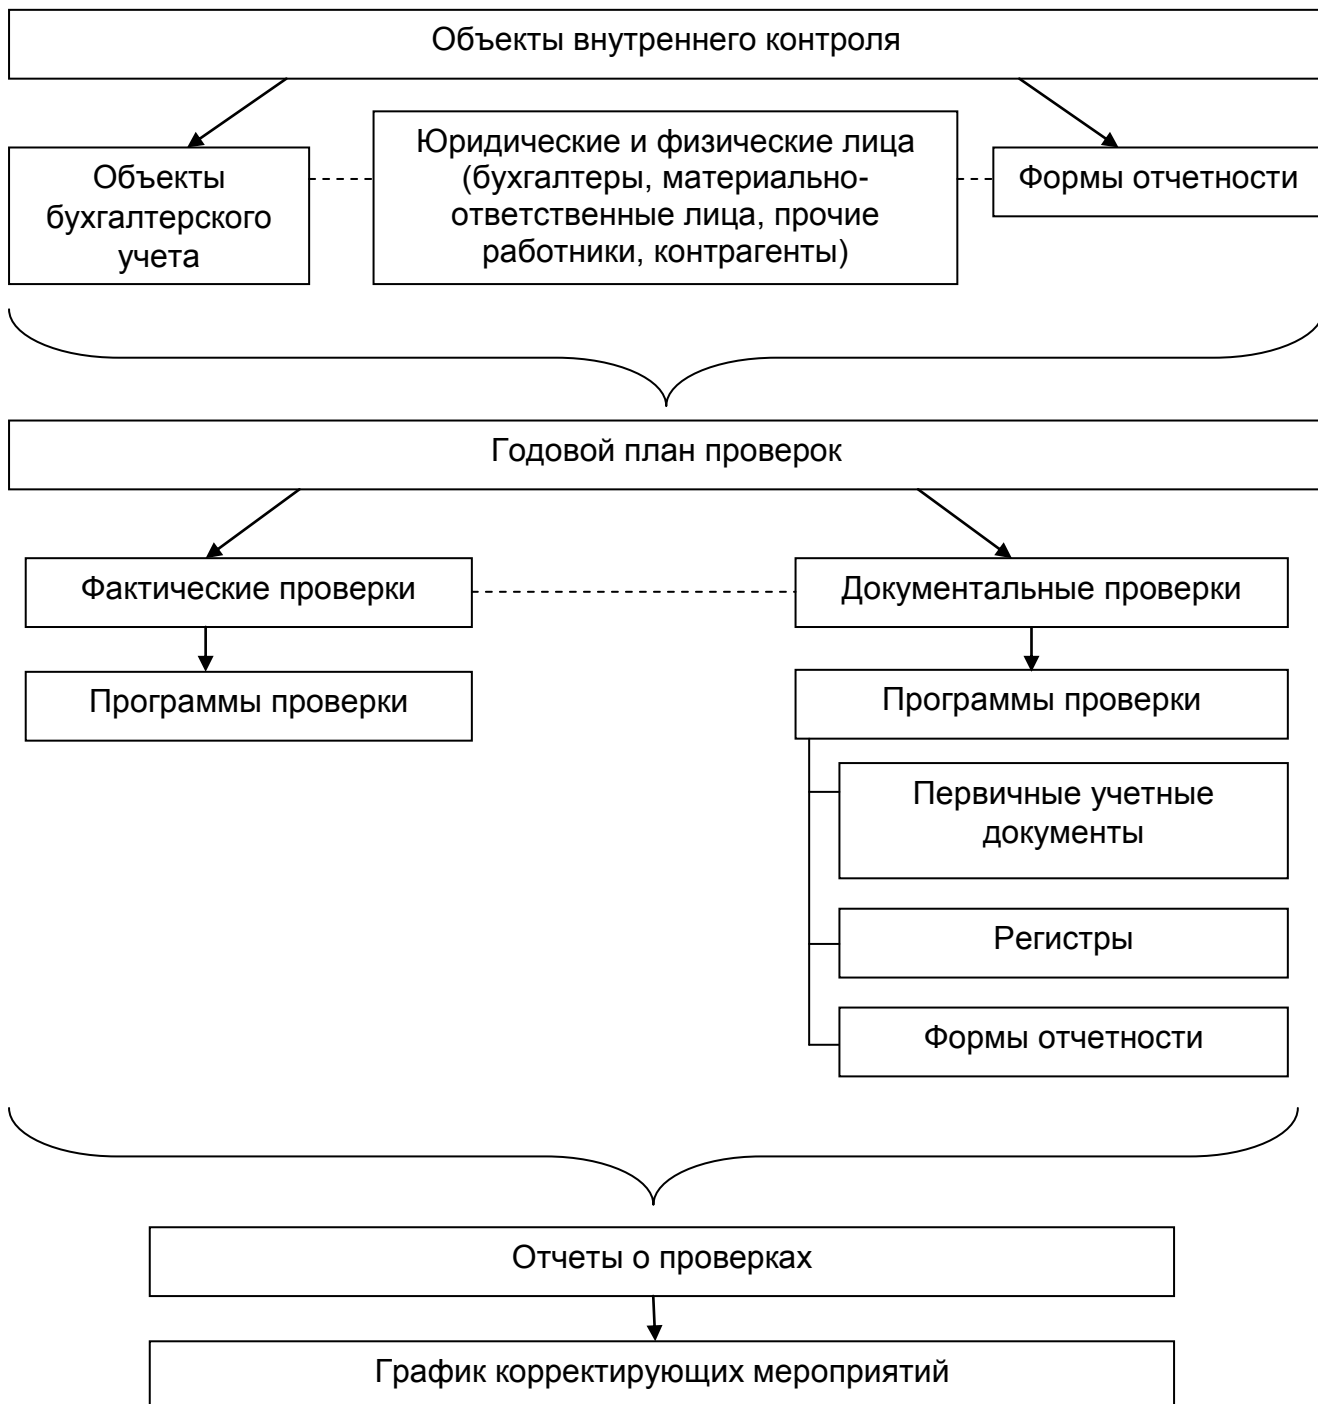 Объекты внутреннего контроля
Объекты
бухгалтерского
учета
Юридические и физические лица
(бухгалтеры, материально-
ответственные лица, прочие
работники, контрагенты)
Формы отчетности
Годовой план проверок
Фактические проверки
Документальные проверки
Программы проверки
Программы проверки
Первичные учетные
документы
Регистры
Формы отчетности
Отчеты о проверках
График корректирующих мероприятий